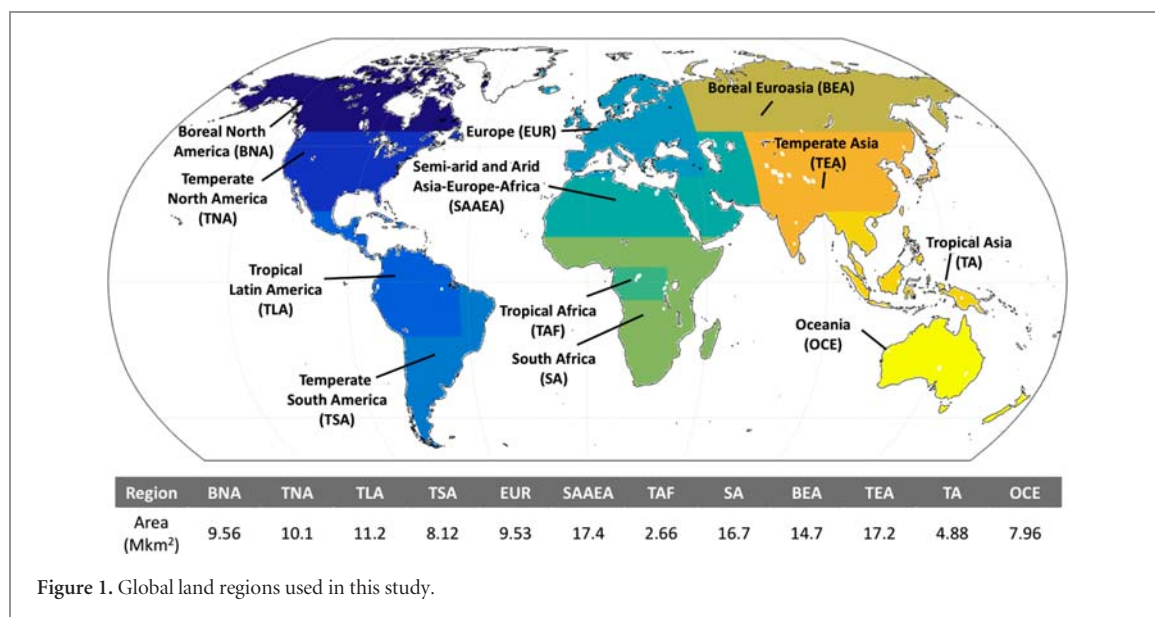 Boreal North
America (BNA)
Temperate
North America
(TNA)
Tropical
Latin America
(TLA)
Temperate
South America
(TSA)
Europe (EUR)
Semi-arid and Arid
Asia-Europe-Africa
(SAAEA)
Tropical Africa
(TAF)
South Africa
(SA)
Boreal Euroasia (BEA)
Temperate Asia
(TEA)
Tropical Asia
(TA)
Oceania
(OCE)
Region BNA TNA TLA TSA EUR SAAEA TAF SA BEA TEA TA OCE
Area
(Mkm²) 9.56 10.1 11.2 8.12 9.53 17.4 2.66 16.7 14.7 17.2 4.88 7.96
Figure 1. Global land regions used in this study.